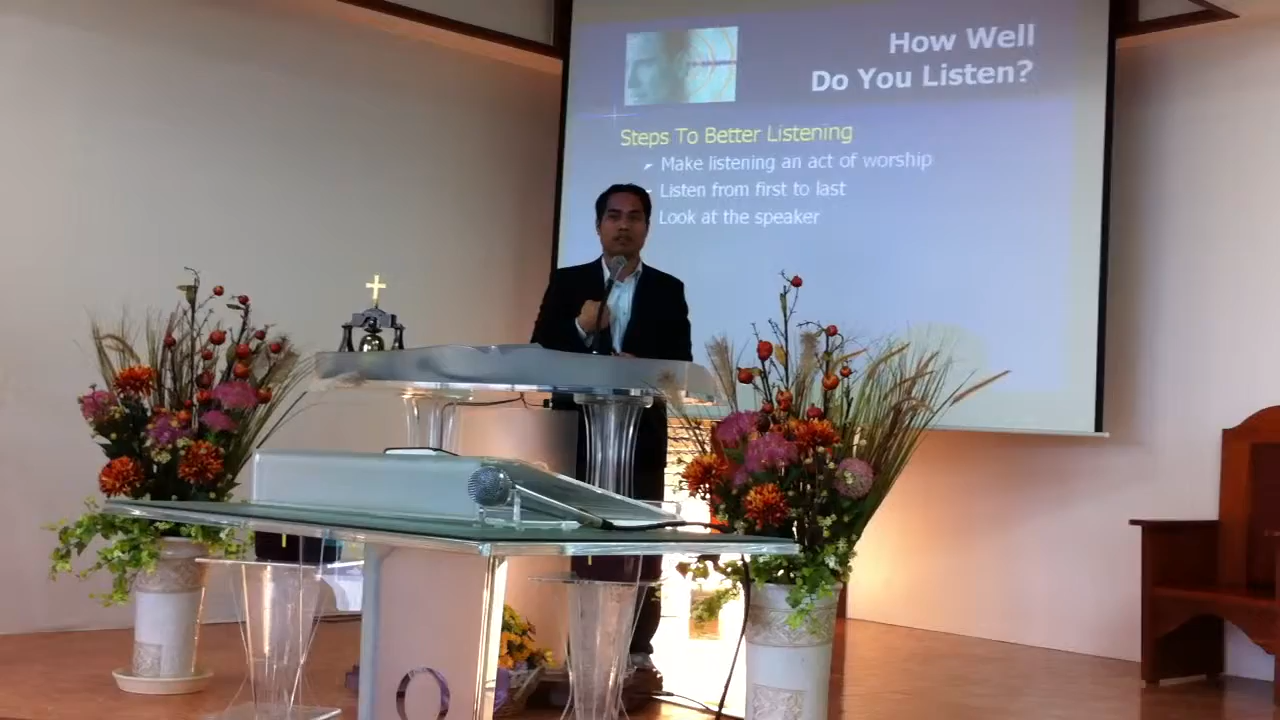 How Well
Do You Listen?
Steps To Better Listening
Make listening an act of worship
Listen from first to last
Look at the speaker